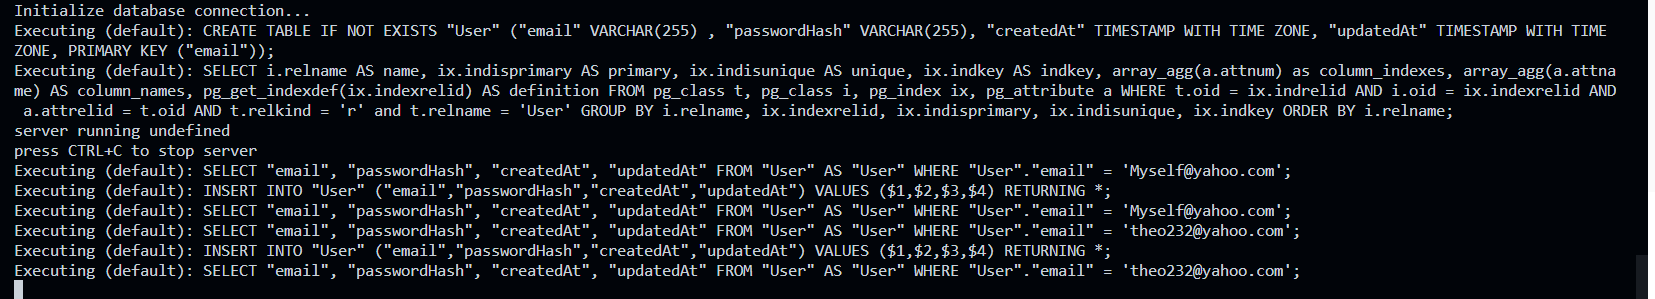 Initialize database connection...
Executing (default): CREATE TABLE IF NOT EXISTS "User" ("email" VARCHAR(255) , "passwordHash" VARCHAR(255), "createdAt" TIMESTAMP WITH TIME ZONE, "updatedAt" TIMESTAMP WITH TIME
ZONE, PRIMARY KEY ("email"));
Executing (default): SELECT i.relname AS name, ix.indisprimary AS primary, ix.indisunique AS unique, ix.indkey AS indkey, array_agg(a.attnum) as column_indexes, array_agg(a.attna
me) AS column_names, pg_get_indexdef(ix.indexrelid) AS definition FROM pg_class t, pg_class i, pg_index ix, pg_attribute a WHERE t.oid = ix.indrelid AND i.oid = ix.indexrelid AND
a.attrelid = t.oid AND t.relkind = 'r' and t.relname = 'User' GROUP BY i.relname, ix.indexrelid, ix.indisprimary, ix.indisunique, ix.indkey ORDER BY i.relname;
server running undefined
press CTRL+C to stop server
Executing (default): SELECT "email", "passwordHash", "createdAt", "updatedAt" FROM "User" AS "User" WHERE "User"."email" = 'Myself@yahoo.com';
Executing (default): INSERT INTO "User" ("email","passwordHash","createdAt","updatedAt") VALUES ($1,$2,$3,$4) RETURNING *;
Executing (default): SELECT "email", "passwordHash", "createdAt", "updatedAt" FROM "User" AS "User" WHERE "User"."email" = 'Myself@yahoo.com';
Executing (default): SELECT "email", "passwordHash", "createdAt", "updatedAt" FROM "User" AS "User" WHERE "User"."email" = 'theo232@yahoo.com';
Executing (default): INSERT INTO "User" ("email","passwordHash","createdAt","updatedAt") VALUES ($1,$2,$3,$4) RETURNING *;
Executing (default): SELECT "email", "passwordHash", "createdAt", "updatedAt" FROM "User" AS "User" WHERE "User"."email" = 'theo232@yahoo.com';